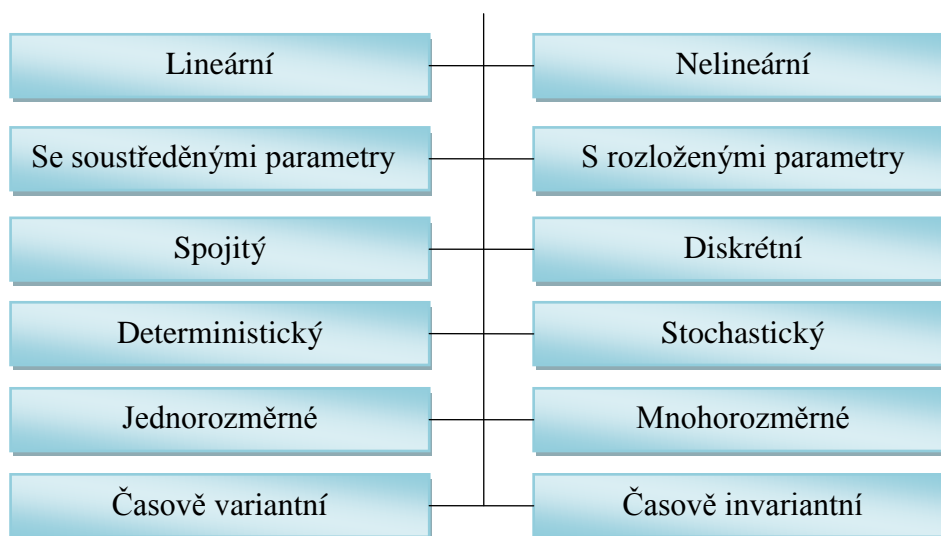 Lineární
Nelineární
Se soustředěnými parametry
S rozloženými parametry
Spojitý
Diskrétní
Deterministický
Stochastický
Jednorozměrné
Mnohorozměrné
Časově variantní
Časově invariantní